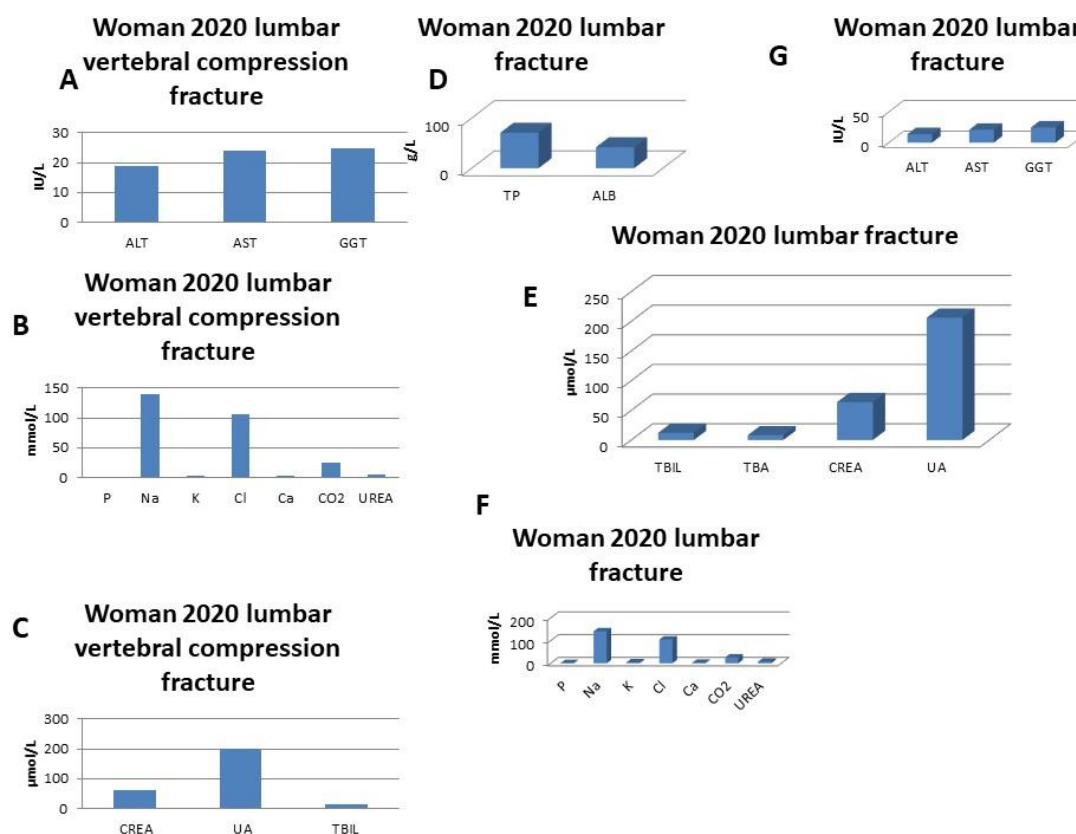 A
Woman 2020 lumbar
vertebral compression
fracture
IU/L
30
20
10
0
ALT AST GGT
B
Woman 2020 lumbar
vertebral compression
fracture
mmol/L
150
100
50
0
P Na K Cl Ca CO2 UREA
C
Woman 2020 lumbar
vertebral compression
fracture
µmol/L
300
200
100
0
CREA UA TBIL
D
Woman 2020 lumbar
fracture
g/L
100
0
TP ALB
E
Woman 2020 lumbar fracture
µmol/L
250
200
150
100
50
0
TBIL TBA CREA UA
F
Woman 2020 lumbar
fracture
mmol/L
200
100
0
P Na K Cl Ca CO2 UREA
G
Woman 2020 lumbar
fracture
IU/L
50
0
ALT AST GGT